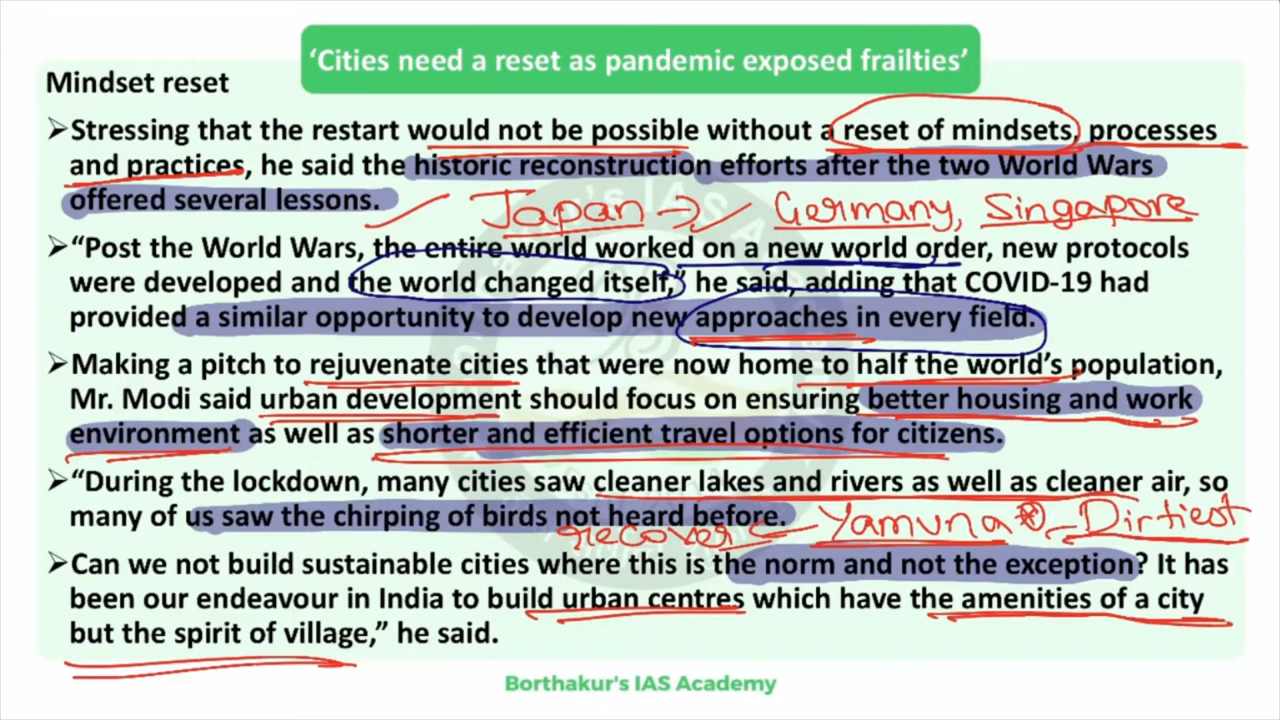 ‘Cities need a reset as pandemic exposed frailties’
Mindset reset
➢Stressing that the restart would not be possible without a reset of mindsets, processes
and practices, he said the historic reconstruction efforts after the two World Wars
offered several lessons.
Japan → Germany, Singapore
➢“Post the World Wars, the entire world worked on a new world order, new protocols
were developed and the world changed itself,” he said, adding that COVID-19 had
provided a similar opportunity to develop new approaches in every field.
➢Making a pitch to rejuvenate cities that were now home to half the world’s population,
Mr. Modi said urban development should focus on ensuring better housing and work
environment as well as shorter and efficient travel options for citizens.
➢“During the lockdown, many cities saw cleaner lakes and rivers as well as cleaner air, so
many of us saw the chirping of birds not heard before.
recover ← Yamuna - Dirtiest
➢Can we not build sustainable cities where this is the norm and not the exception? It has
been our endeavour in India to build urban centres which have the amenities of a city
but the spirit of village,” he said.
Borthakur's IAS Academy